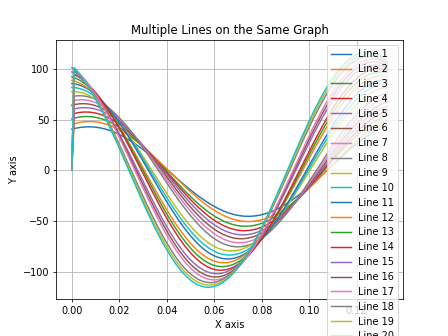 Multiple Lines on the Same Graph
Y axis
100
50
0
−50
−100
0.00
0.02
0.04
0.06
0.08
0.10
X axis
Line 1
Line 2
Line 3
Line 4
Line 5
Line 6
Line 7
Line 8
Line 9
Line 10
Line 11
Line 12
Line 13
Line 14
Line 15
Line 16
Line 17
Line 18
Line 19
Line 20